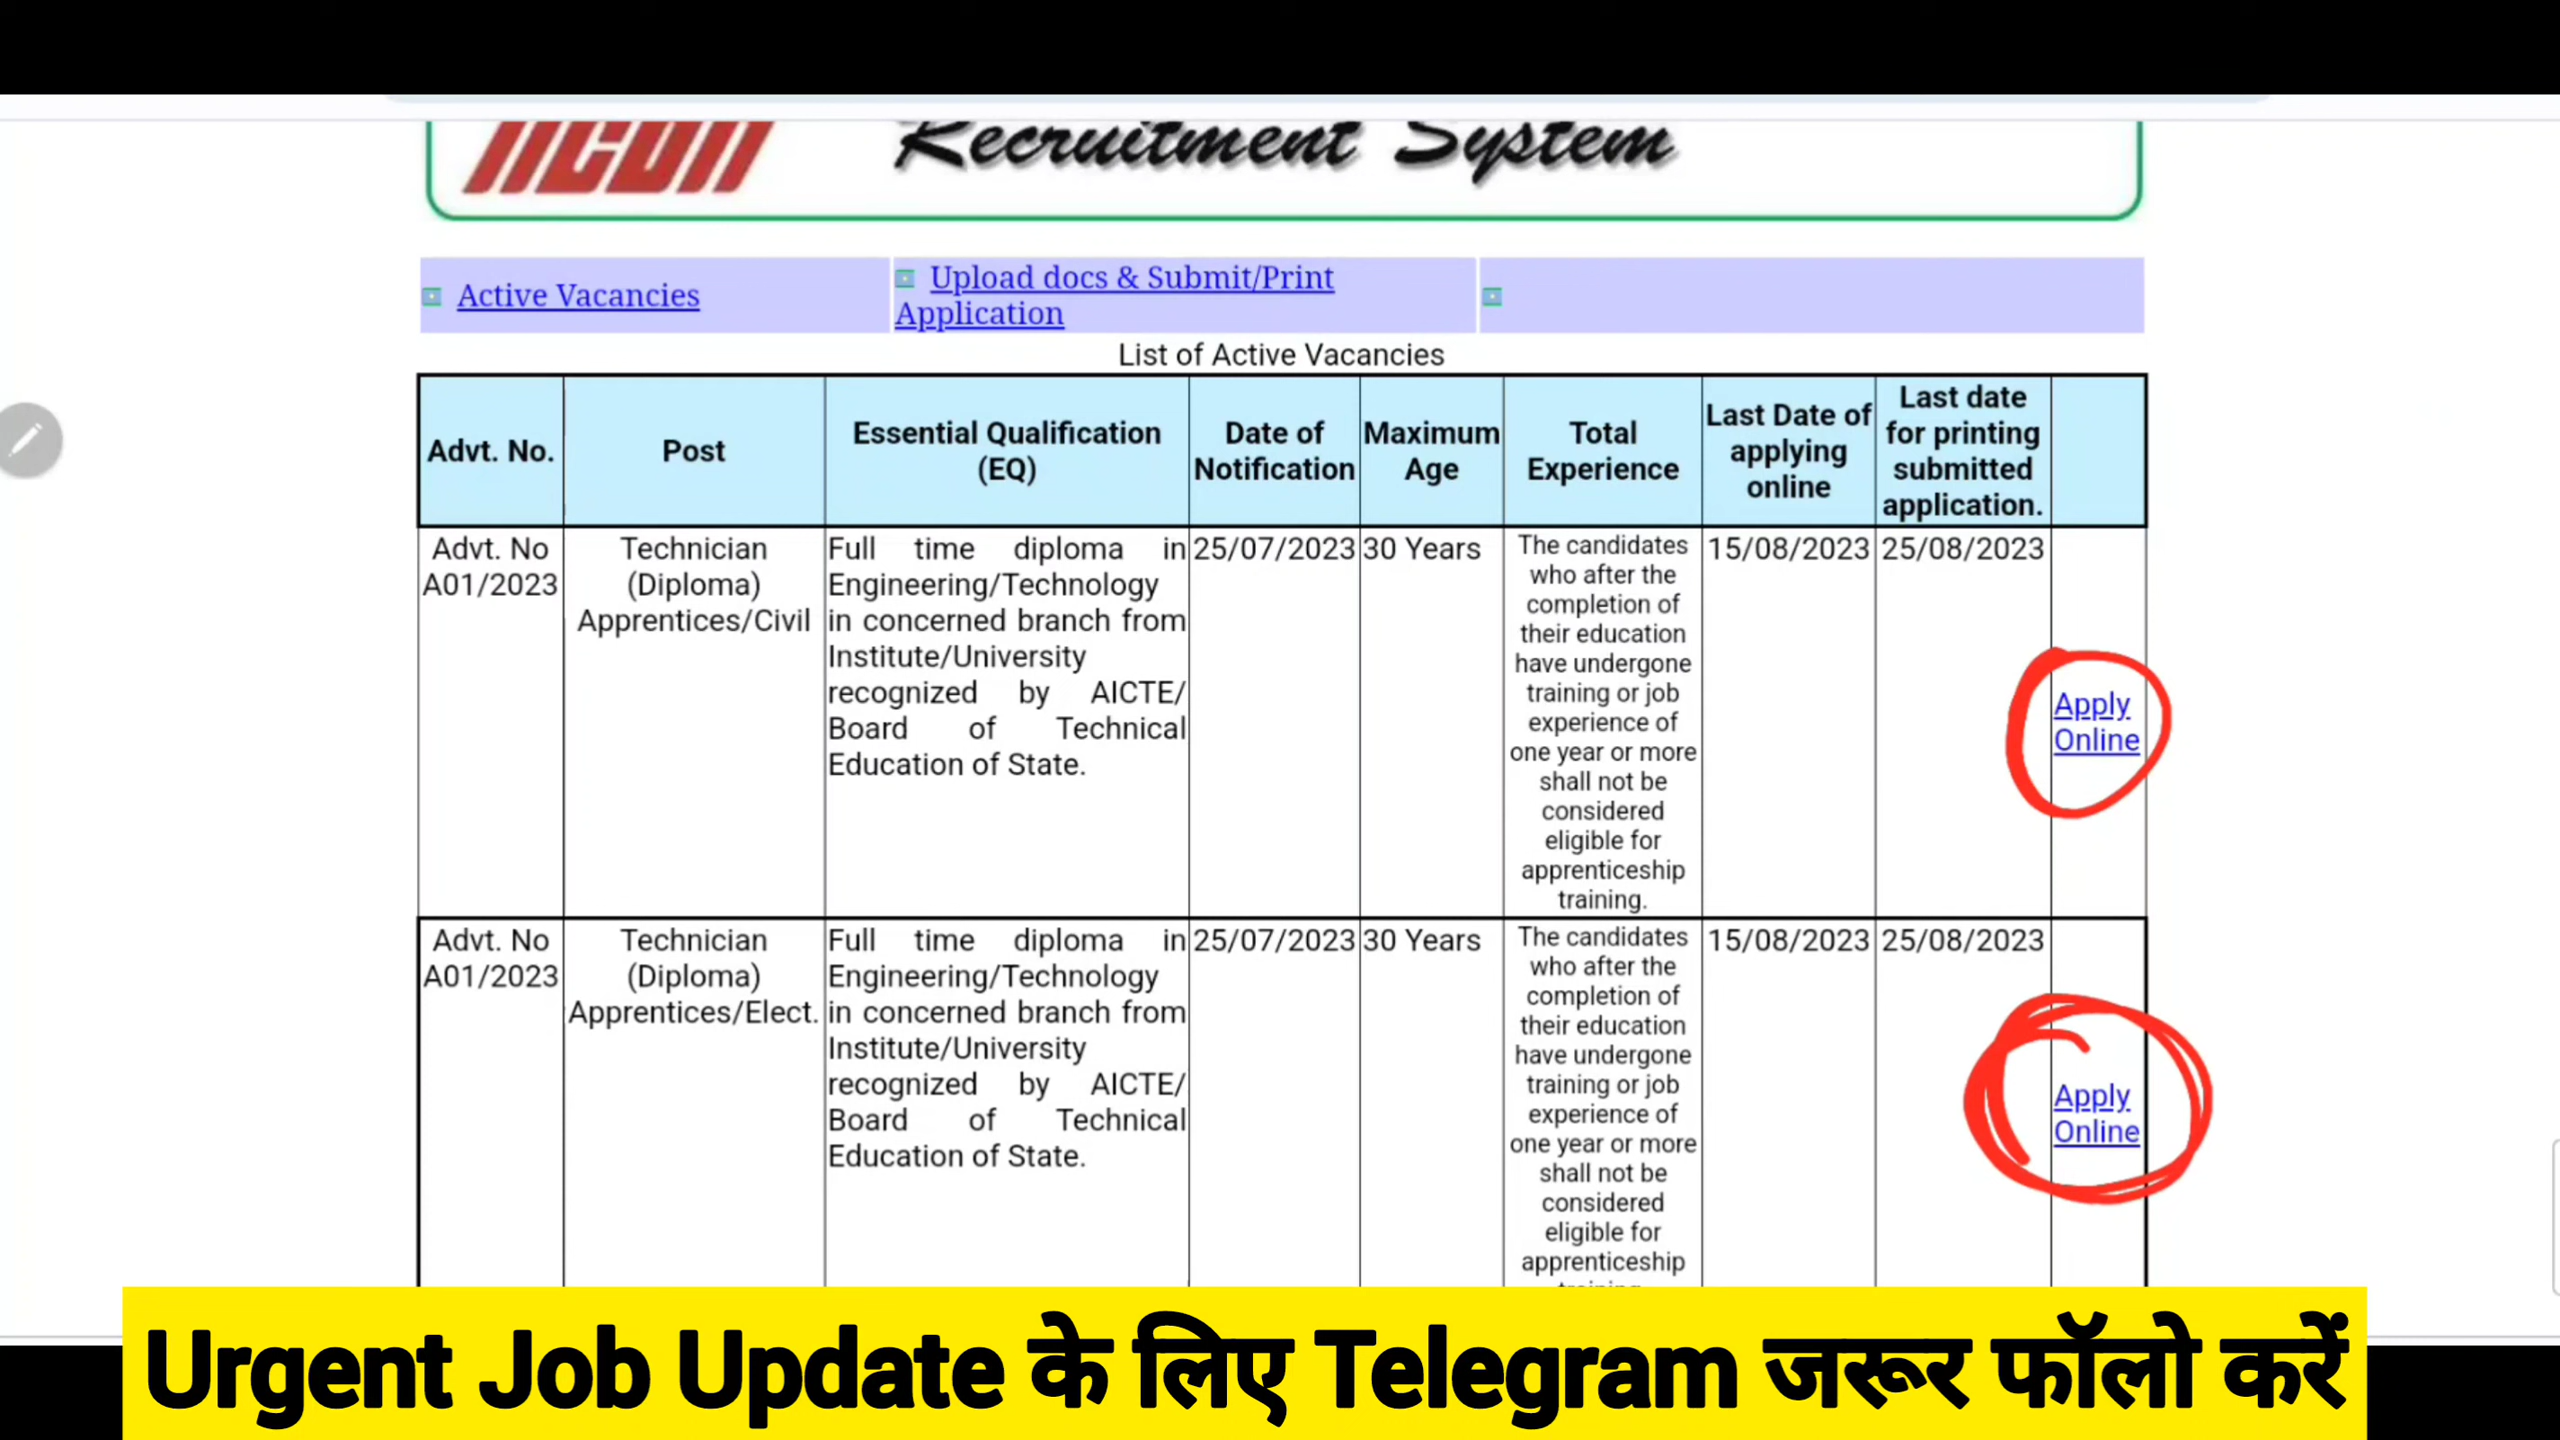 ircon Recruitment System
Active Vacancies
Upload docs & Submit/Print
Application
List of Active Vacancies
Advt. No.
Post
Essential Qualification
(EQ)
Date of
Notification
Maximum
Age
Total
Experience
Last Date of
applying
online
Last date
for printing
submitted
application.
Advt. No
A01/2023
Technician
(Diploma)
Apprentices/Civil
Full time diploma in
Engineering/Technology
in concerned branch from
Institute/University
recognized by AICTE/
Board of Technical
Education of State.
25/07/2023
30 Years
The candidates
who after the
completion of
their education
have undergone
training or job
experience of
one year or more
shall not be
considered
eligible for
apprenticeship
training.
15/08/2023
25/08/2023
Apply
Online
Advt. No
A01/2023
Technician
(Diploma)
Apprentices/Elect.
Full time diploma in
Engineering/Technology
in concerned branch from
Institute/University
recognized by AICTE/
Board of Technical
Education of State.
25/07/2023
30 Years
The candidates
who after the
completion of
their education
have undergone
training or job
experience of
one year or more
shall not be
considered
eligible for
apprenticeship
15/08/2023
25/08/2023
Apply
Online
Urgent Job Update के लिए Telegram जरूर फॉलो करें